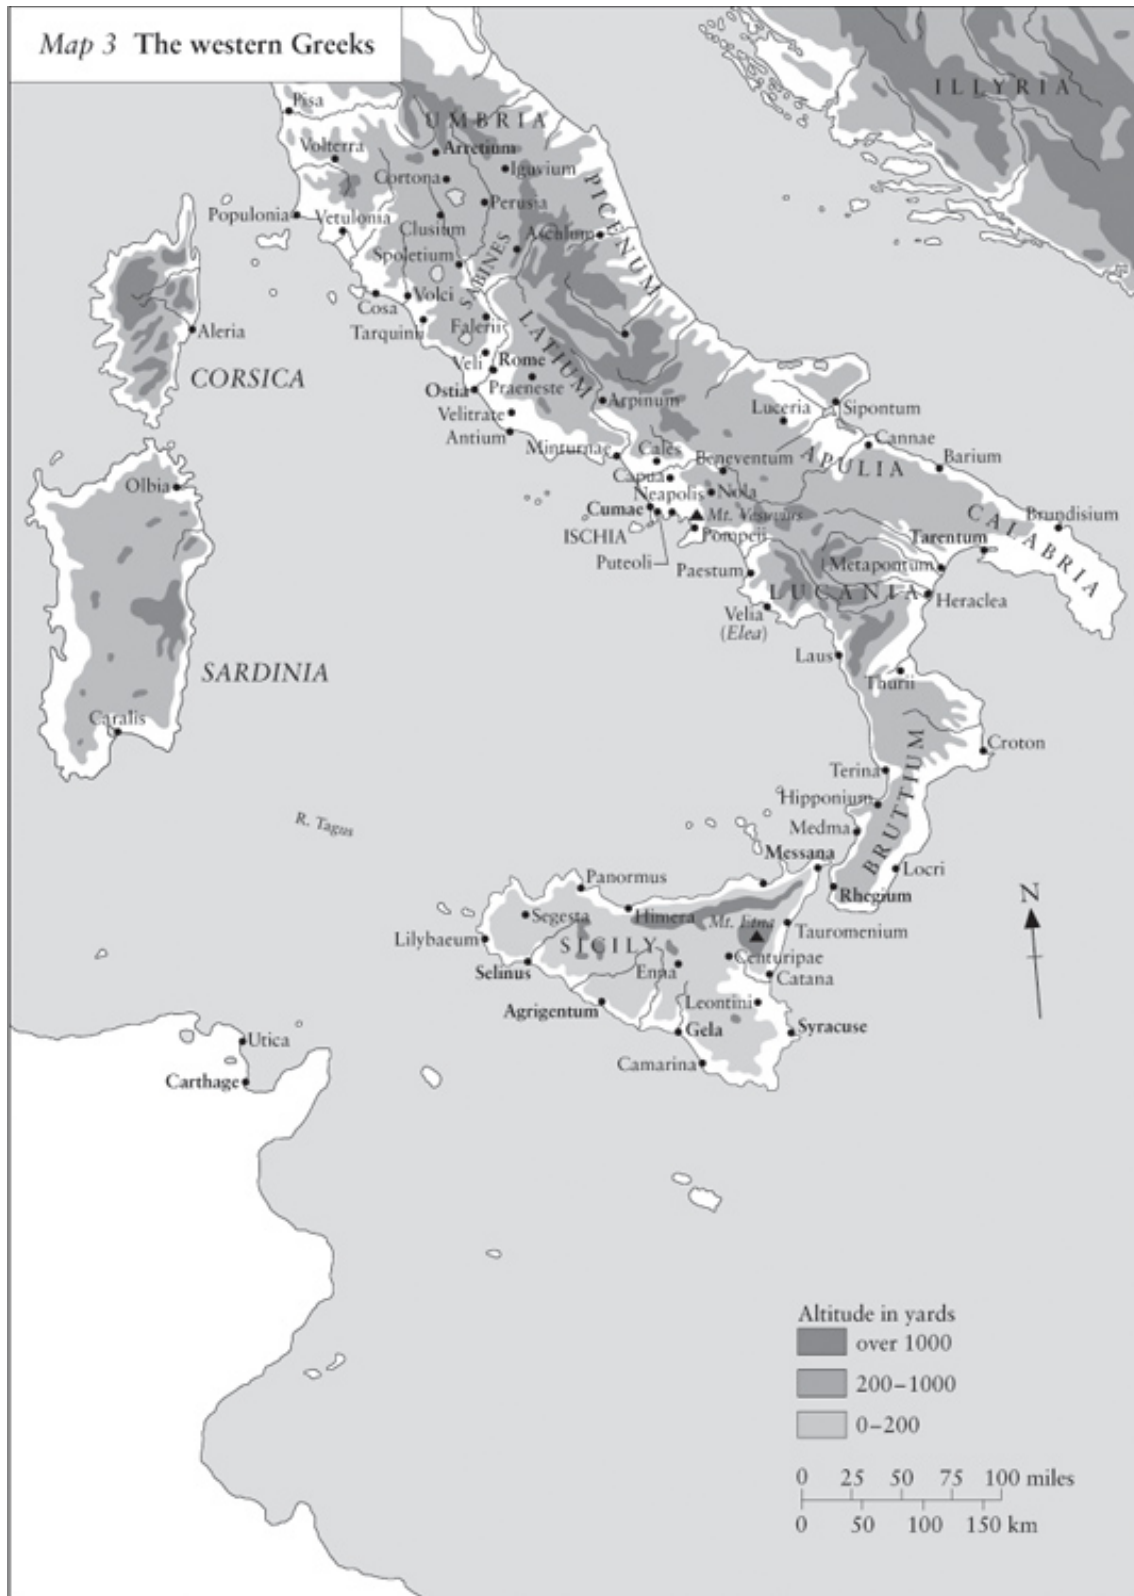 Map 3 The western Greeks
ILLYRIA
Pisa
UMBRIA
Volterra
Arretium
Iguvium
Cortona
PICENUM
Perusia
Populonia
Vetulonia
Clusium
Asculum
Spoletium
SABINES
Cosa
Volci
Tarquinii
Falerii
LATIUM
Aleria
CORSICA
Veli
Rome
Ostia
Praeneste
Arpinum
Luceria
Sipontum
Velitrate
Antium
Minturnae
Cales
Beneventum
APULIA
Cannae
Barium
Olbia
Capua
Neapolis
Nola
Cumae
Mt. Vesuvius
CALABRIA
Brundisium
ISCHIA
Pompeii
Tarentum
Puteoli
Paestum
Metapontum
LUCANIA
Heraclea
Velia
(Elea)
Laus
SARDINIA
Thurii
Caralis
Croton
Terina
BRUTTIUM
Hipponium
R. Tagus
Medma
Messana
Locri
Panormus
Rhegium
N
Segesta
Himera
Mt. Etna
Tauromenium
Lilybaeum
SICILY
Centuripae
Selinus
Enna
Catana
Agrigentum
Leontini
Gela
Syracuse
Utica
Camarina
Carthage
Altitude in yards
over 1000
200–1000
0–200
0 25 50 75 100 miles
0 50 100 150 km